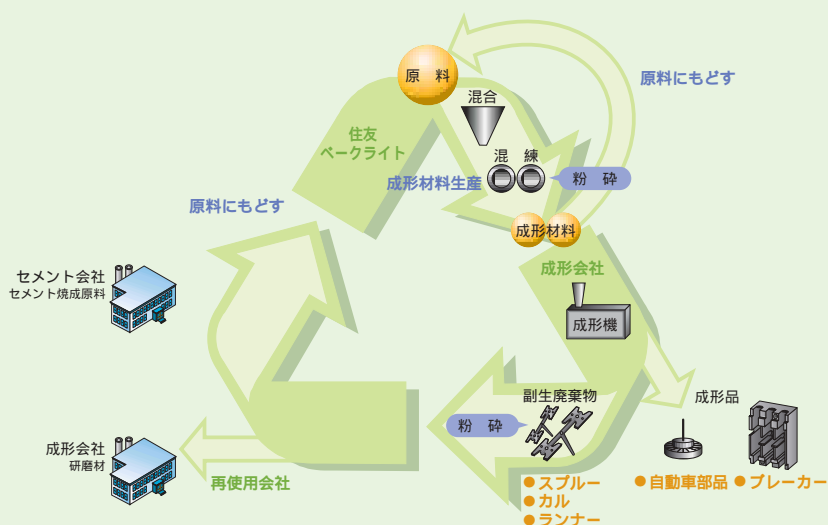 原料
原料にもどす
混合
住友
ベークライト
混練
成形材料生産
粉砕
原料にもどす
成形材料
成形会社
セメント会社
セメント焼成原料
成形機
副生廃棄物
成形品
粉砕
成形会社
研磨材
再使用会社
●スプルー
●カル
●ランナー
●自動車部品 ●ブレーカー